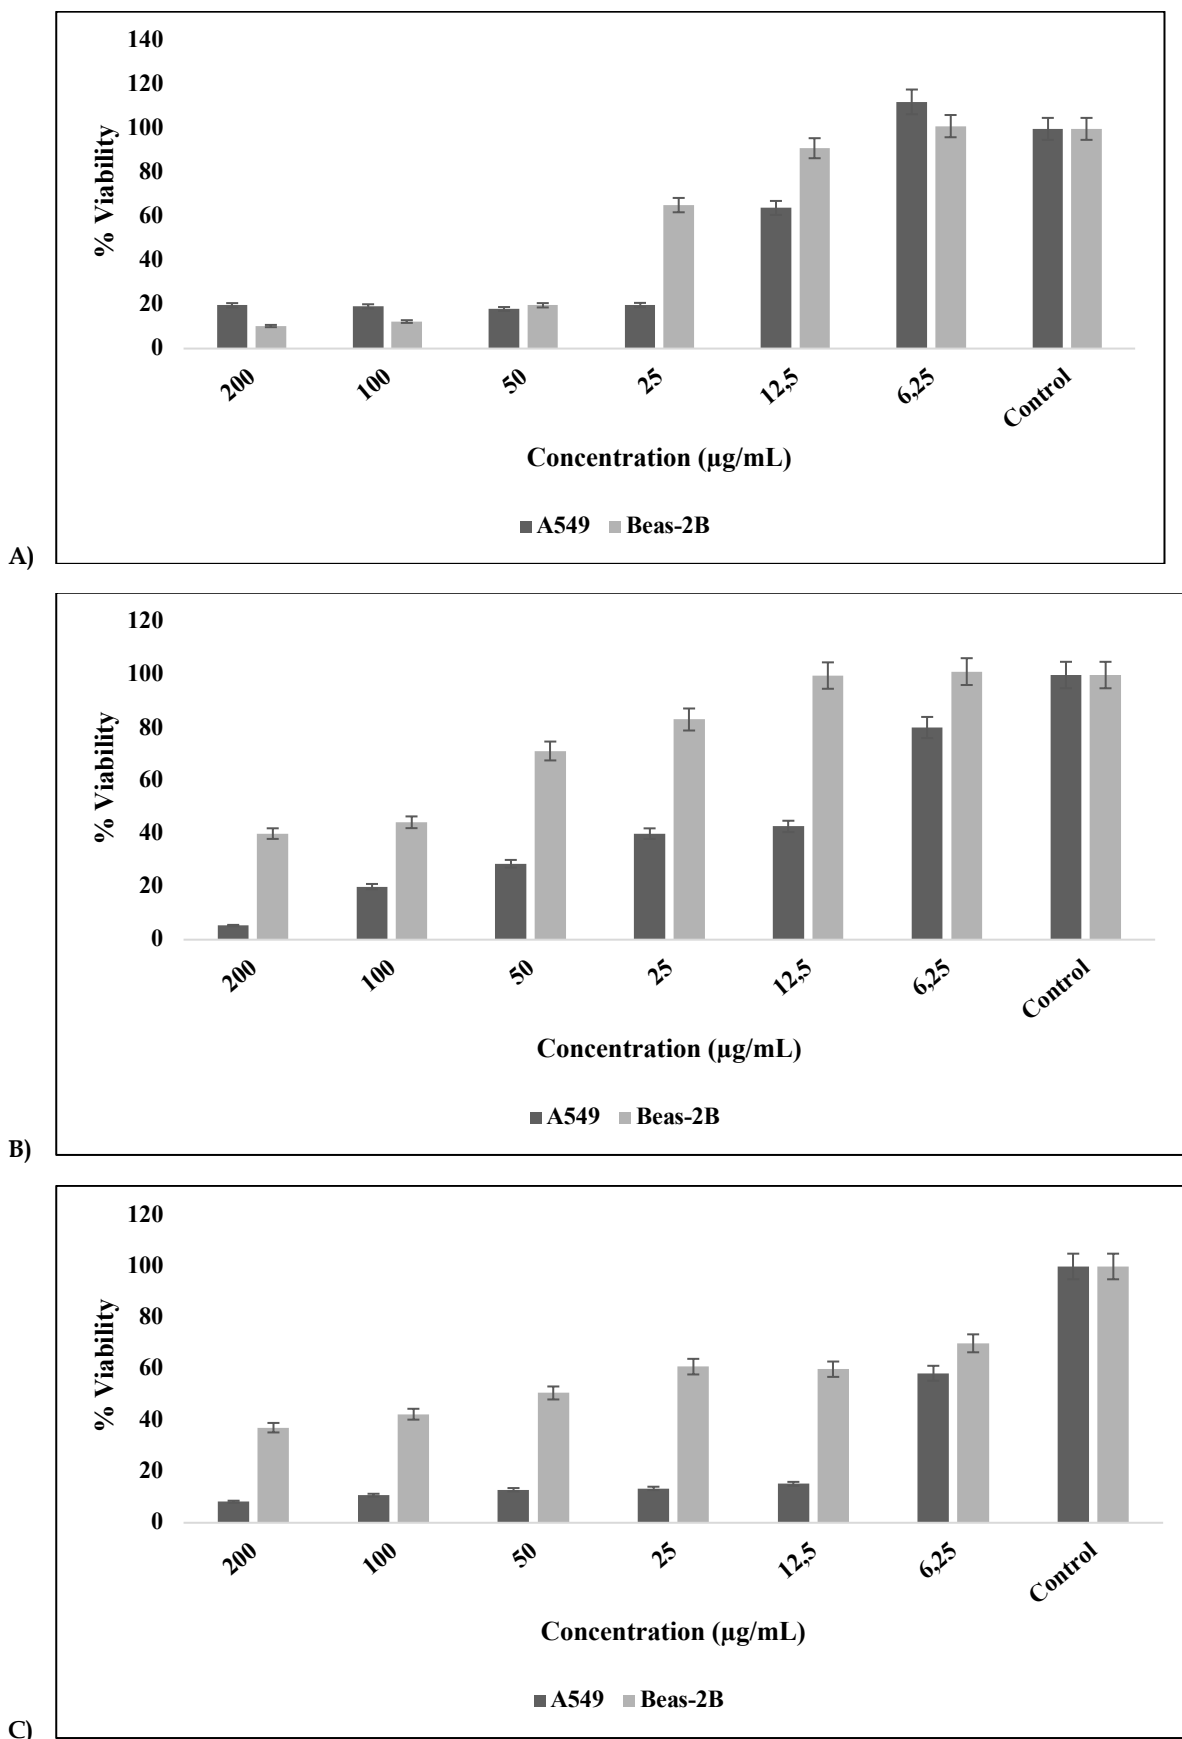 140
120
100
80
60
40
20
0
% Viability
200 100 50 25 12,5 6,25 Control
Concentration (µg/mL)
A549 Beas-2B
A)
120
100
80
60
40
20
0
% Viability
200 100 50 25 12,5 6,25 Control
Concentration (µg/mL)
A549 Beas-2B
B)
120
100
80
60
40
20
0
% Viability
200 100 50 25 12,5 6,25 Control
Concentration (µg/mL)
A549 Beas-2B
C)